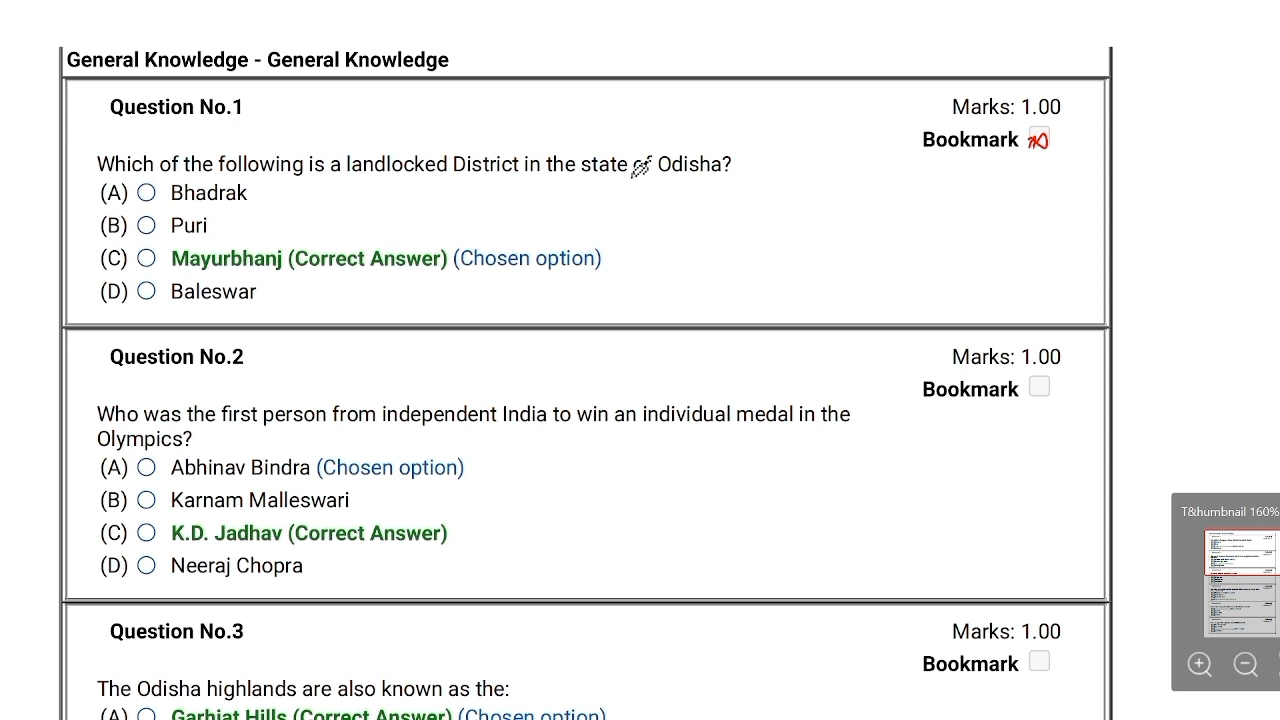 General Knowledge - General Knowledge
Question No.1 Marks: 1.00
Bookmark
Which of the following is a landlocked District in the state of Odisha?
(A) Bhadrak
(B) Puri
(C) Mayurbhanj (Correct Answer) (Chosen option)
(D) Baleswar
Question No.2 Marks: 1.00
Bookmark
Who was the first person from independent India to win an individual medal in the
Olympics?
(A) Abhinav Bindra (Chosen option)
(B) Karnam Malleswari
(C) K.D. Jadhav (Correct Answer)
(D) Neeraj Chopra
T&humbnail 160%
Question No.3 Marks: 1.00
Bookmark
The Odisha highlands are also known as the:
(A) Garhjat Hills (Correct Answer) (Chosen option)